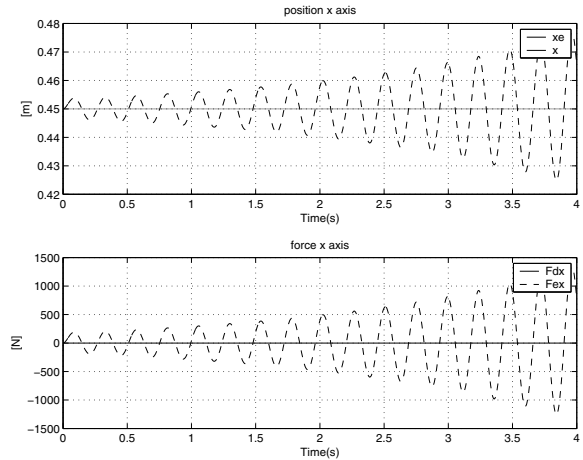 position x axis
0.48
0.47
0.46
0.45
0.44
0.43
0.42
[m]
xe
x
0 0.5 1 1.5 2 2.5 3 3.5 4
Time(s)
force x axis
1500
1000
500
0
−500
−1000
−1500
[N]
Fdx
Fex
0 0.5 1 1.5 2 2.5 3 3.5 4
Time(s)